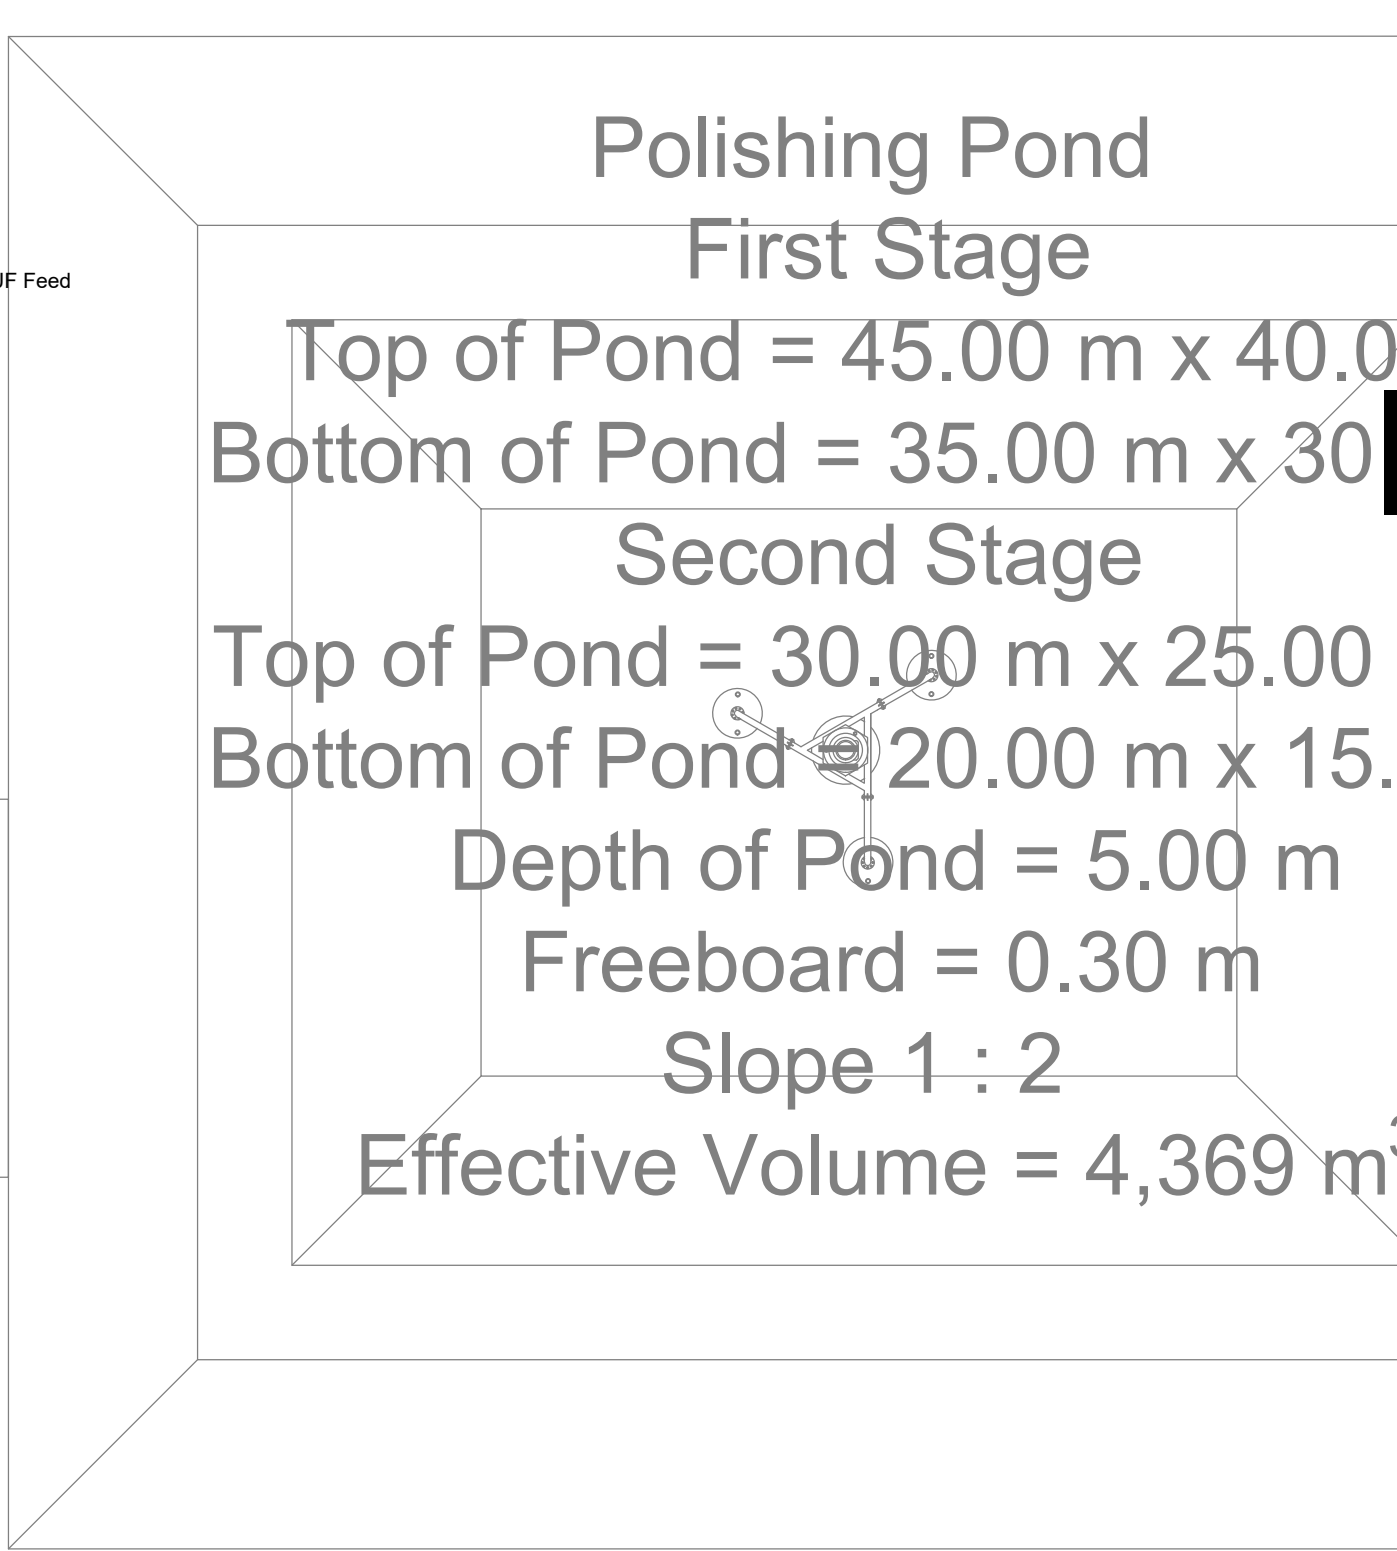 Polishing Pond
First Stage
UF Feed
Top of Pond = 45.00 m x 40.0
Bottom of Pond = 35.00 m x 30
Second Stage
Top of Pond = 30.00 m x 25.00
Bottom of Pond = 20.00 m x 15.
Depth of Pond = 5.00 m
Freeboard = 0.30 m
Slope 1 : 2
Effective Volume = 4,369 m³